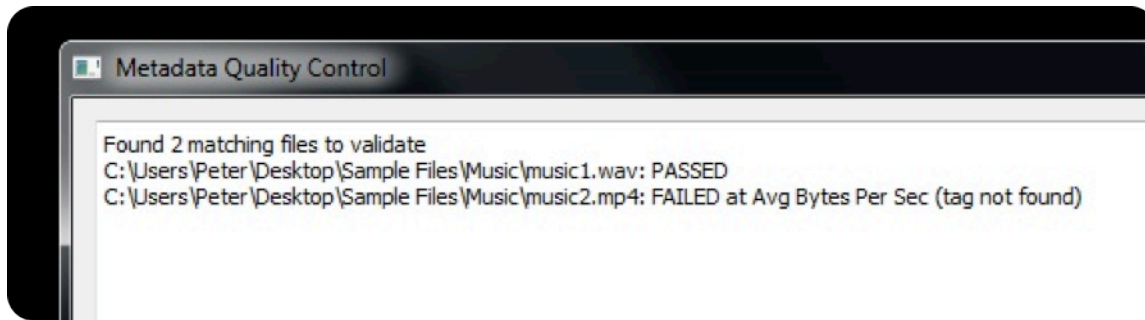 Metadata Quality Control
Found 2 matching files to validate
C:\Users\Peter\Desktop\Sample Files\Music\music1.wav: PASSED
C:\Users\Peter\Desktop\Sample Files\Music\music2.mp4: FAILED at Avg Bytes Per Sec (tag not found)